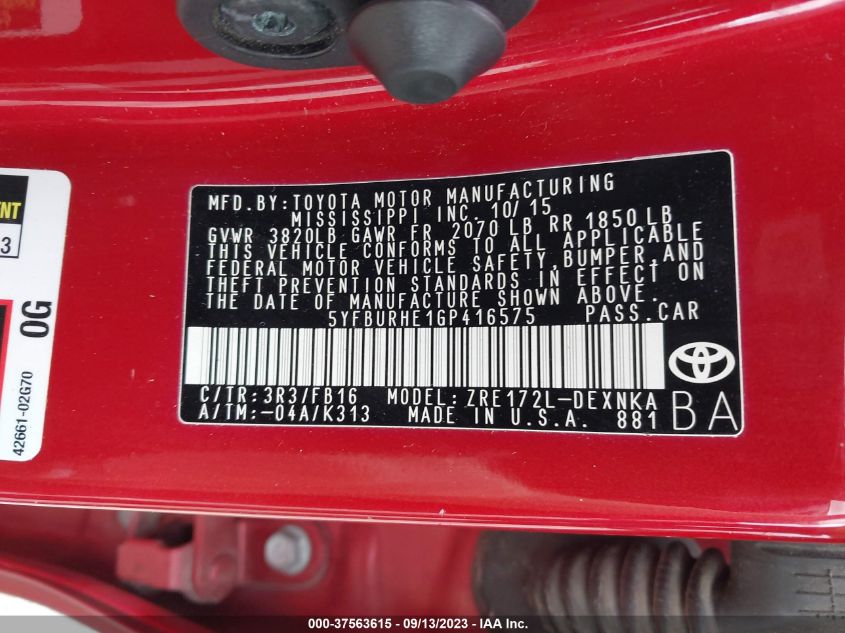 MFD. BY: TOYOTA MOTOR MANUFACTURING
MISSISSIPPI INC. 10/15
GVWR 3820LB GAWR FR 2070 LB RR 1850 LB
THIS VEHICLE CONFORMS TO ALL APPLICABLE
FEDERAL MOTOR VEHICLE SAFETY, BUMPER, AND
THEFT PREVENTION STANDARDS IN EFFECT ON
THE DATE OF MANUFACTURE SHOWN ABOVE.
5YFBURHE1GP416575 PASS. CAR
C/TR: 3R3/FB16 MODEL: ZRE172L-DEXNKA
A/TM: -04A/K313 MADE IN U.S.A. 881
BA
3
0G
42661-02G70
000-37563615 - 09/13/2023 - IAA Inc.